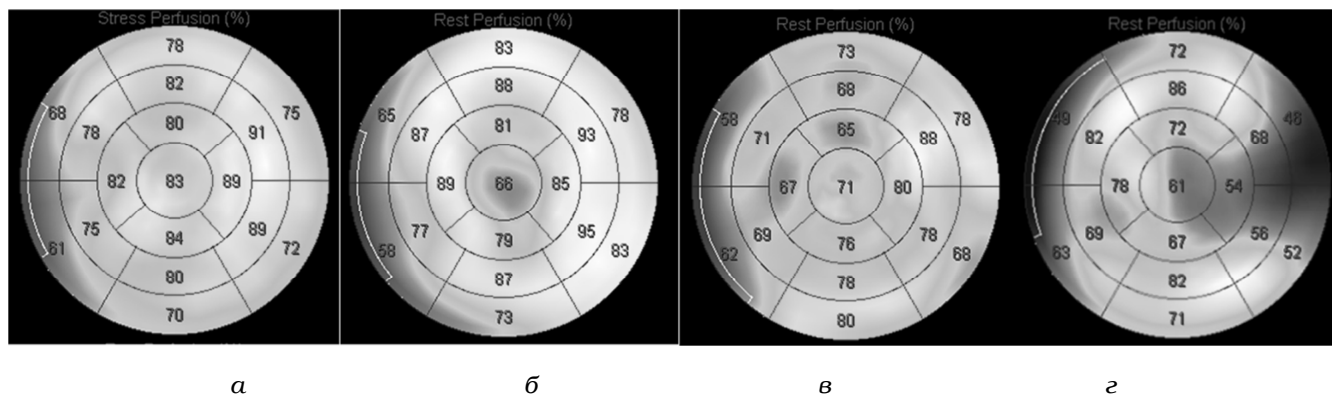 Stress Perfusion (%)
78
82
68 75
78 80 91
82 83 89
75 84 89
61 72
80
70
Rest Perfusion (%)
83
88
65 78
87 81 93
89 66 85
77 79 95
58 83
87
73
Rest Perfusion (%)
73
68
58 78
71 65 88
67 71 80
69 76 78
62 68
78
80
Rest Perfusion (%)
72
86
49 46
82 72 68
78 61 54
69 67 56
63 52
82
71
а б в г